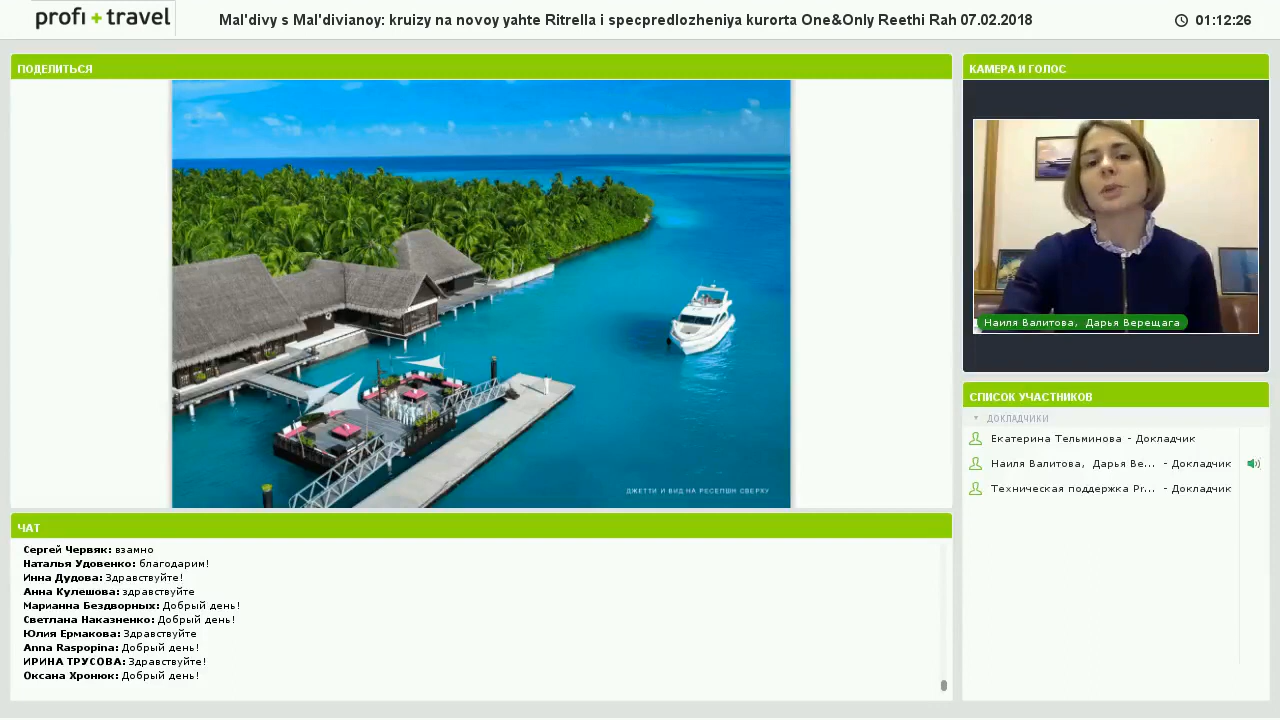 profi + travel
Mal'divy s Mal'divianoy: kruizy na novoy yahte Ritrella i specpredlozheniya kurorta One&Only Reethi Rah 07.02.2018
01:12:26
ПОДЕЛИТЬСЯ
ДЖЕТТИ И ВИД НА РЕСЕПШН СВЕРХУ
КАМЕРА И ГОЛОС
Наиля Валитова, Дарья Верещага
СПИСОК УЧАСТНИКОВ
ДОКЛАДЧИКИ
Екатерина Тельминова - Докладчик
Наиля Валитова, Дарья Ве... - Докладчик
Техническая поддержка Pr... - Докладчик
ЧАТ
Сергей Червяк: взамно
Наталья Удовенко: благодарим!
Инна Дудова: Здравствуйте!
Анна Кулешова: здравствуйте
Марианна Бездворных: Добрый день!
Светлана Наказненко: Добрый день!
Юлия Ермакова: Здравствуйте
Anna Raspopina: Добрый день!
ИРИНА ТРУСОВА: Здравствуйте!
Оксана Хронюк: Добрый день!